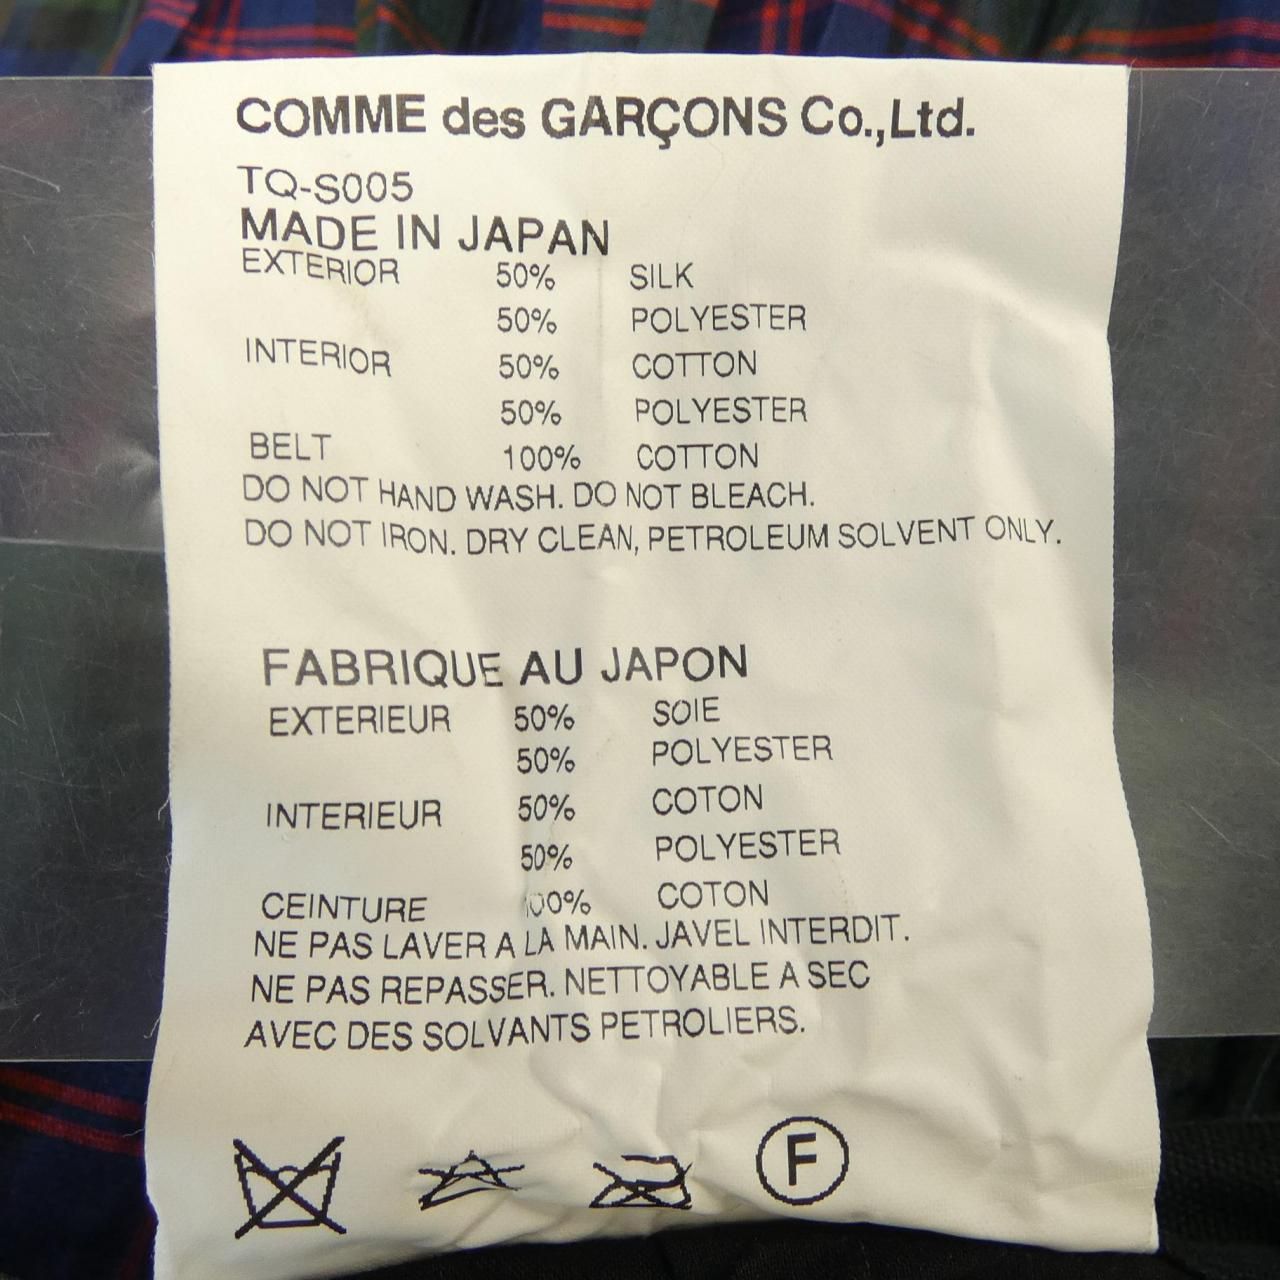 COMME des GARÇONS Co.,Ltd.
TQ-S005
MADE IN JAPAN
EXTERIOR 50% SILK
50% POLYESTER
INTERIOR 50% COTTON
50% POLYESTER
BELT 100% COTTON
DO NOT HAND WASH. DO NOT BLEACH.
DO NOT IRON. DRY CLEAN, PETROLEUM SOLVENT ONLY.
FABRIQUE AU JAPON
EXTERIEUR 50% SOIE
50% POLYESTER
INTERIEUR 50% COTON
50% POLYESTER
CEINTURE 100% COTON
NE PAS LAVER A LA MAIN. JAVEL INTERDIT.
NE PAS REPASSER. NETTOYABLE A SEC
AVEC DES SOLVANTS PETROLIERS.
F